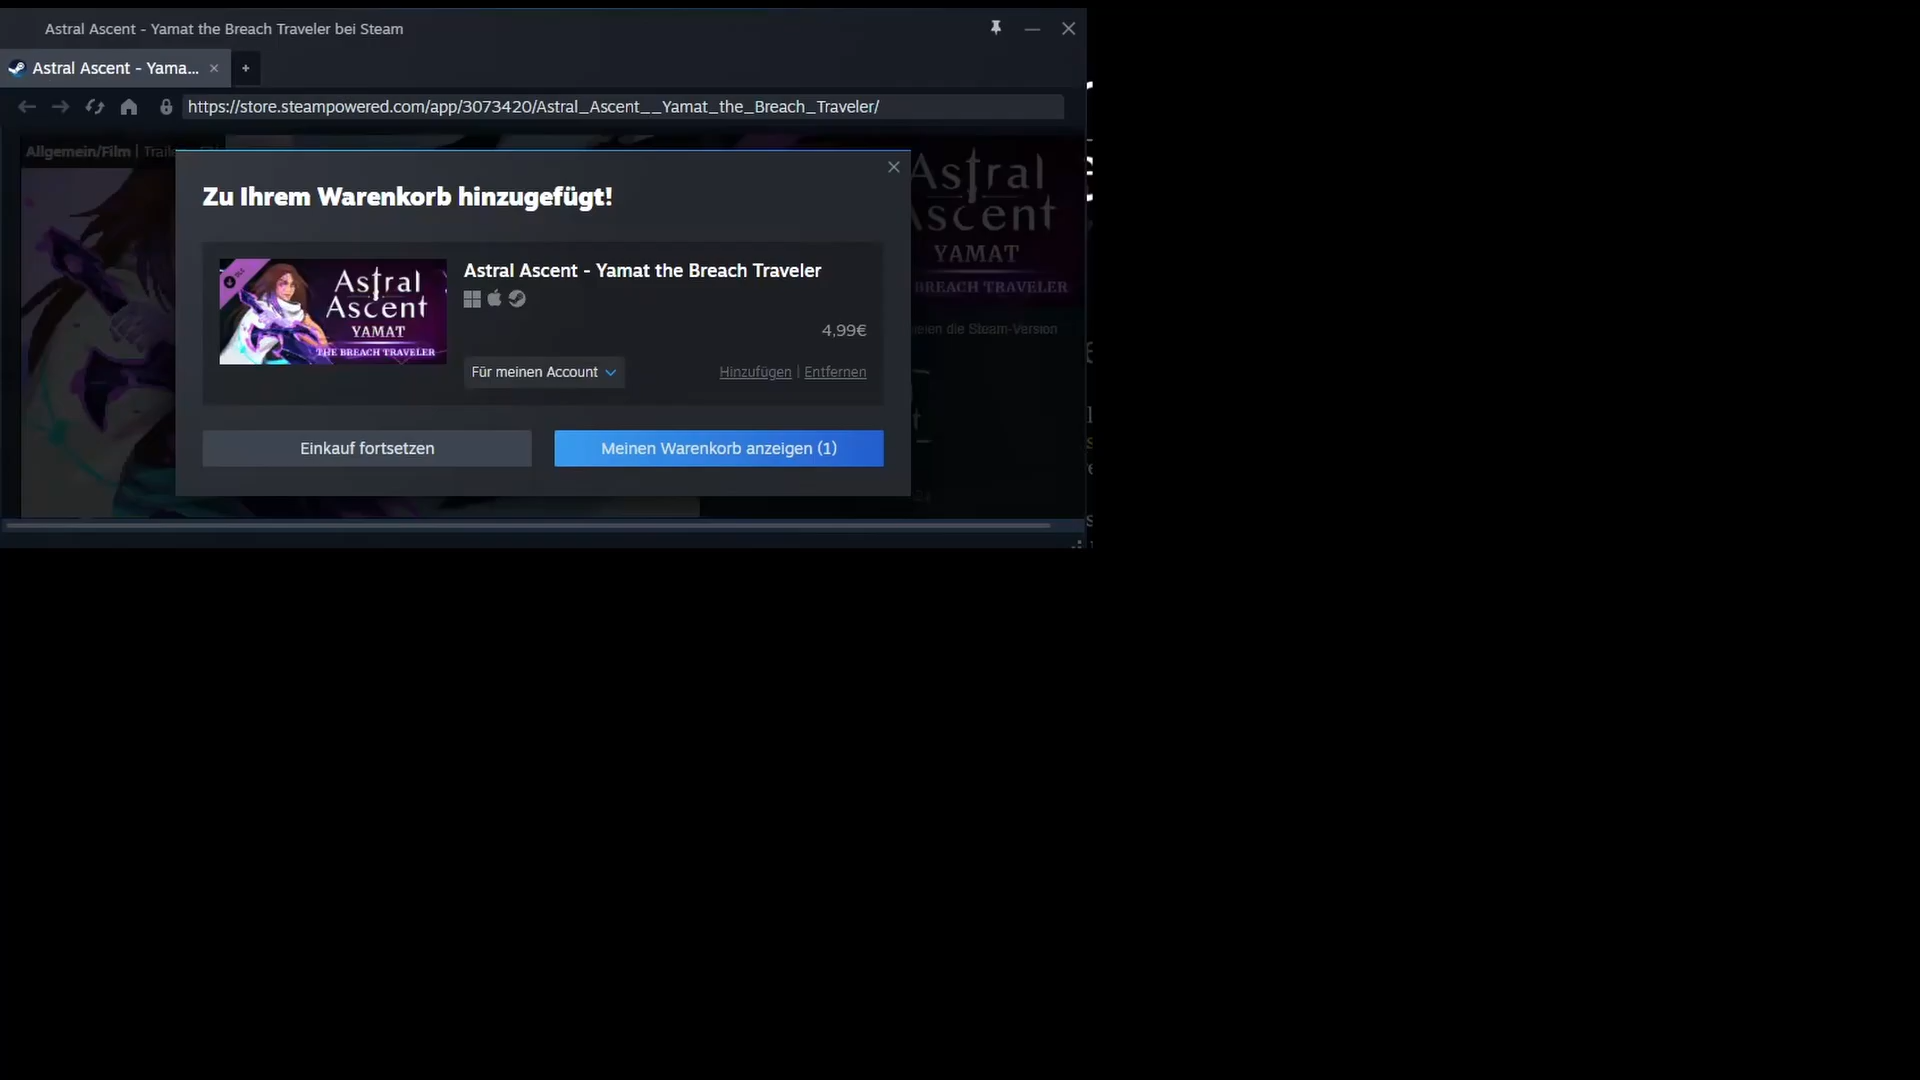 Astral Ascent - Yamat the Breach Traveler bei Steam
Astral Ascent - Yama...
https://store.steampowered.com/app/3073420/Astral_Ascent__Yamat_the_Breach_Traveler/
Allgemein/Film | Traile
Zu Ihrem Warenkorb hinzugefügt!
Astral
Ascent
YAMAT
BREACH TRAVELER
Astral Ascent
YAMAT
THE BREACH TRAVELER
Astral Ascent - Yamat the Breach Traveler
4,99€
Für meinen Account
Hinzufügen | Entfernen
die Steam-Version
Einkauf fortsetzen
Meinen Warenkorb anzeigen (1)